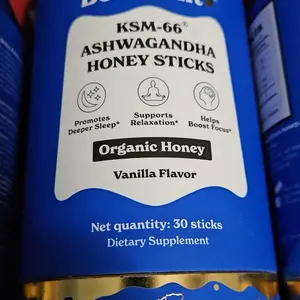 KSM-66®
ASHWAGANDHA
HONEY STICKS
Promotes
Deeper Sleep*
Supports
Relaxation*
Helps
Boost Focus*
Organic Honey
Vanilla Flavor
Net quantity: 30 sticks
Dietary Supplement